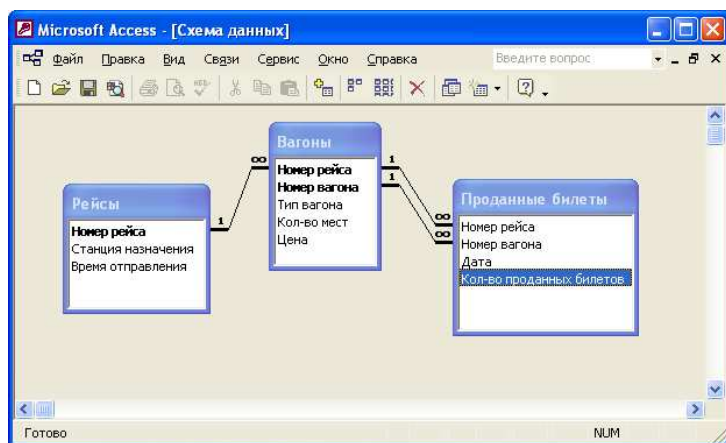 Microsoft Access - [Схема данных]
Файл Правка Вид Связи Сервис Окно Справка Введите вопрос
Вагоны
Номер рейса
Номер вагона
Тип вагона
Кол-во мест
Цена
Рейсы
Номер рейса
Станция назначения
Время отправления
Проданные билеты
Номер рейса
Номер вагона
Дата
Кол-во проданных билетов
∞ 1
1 1
∞
∞
Готово NUM